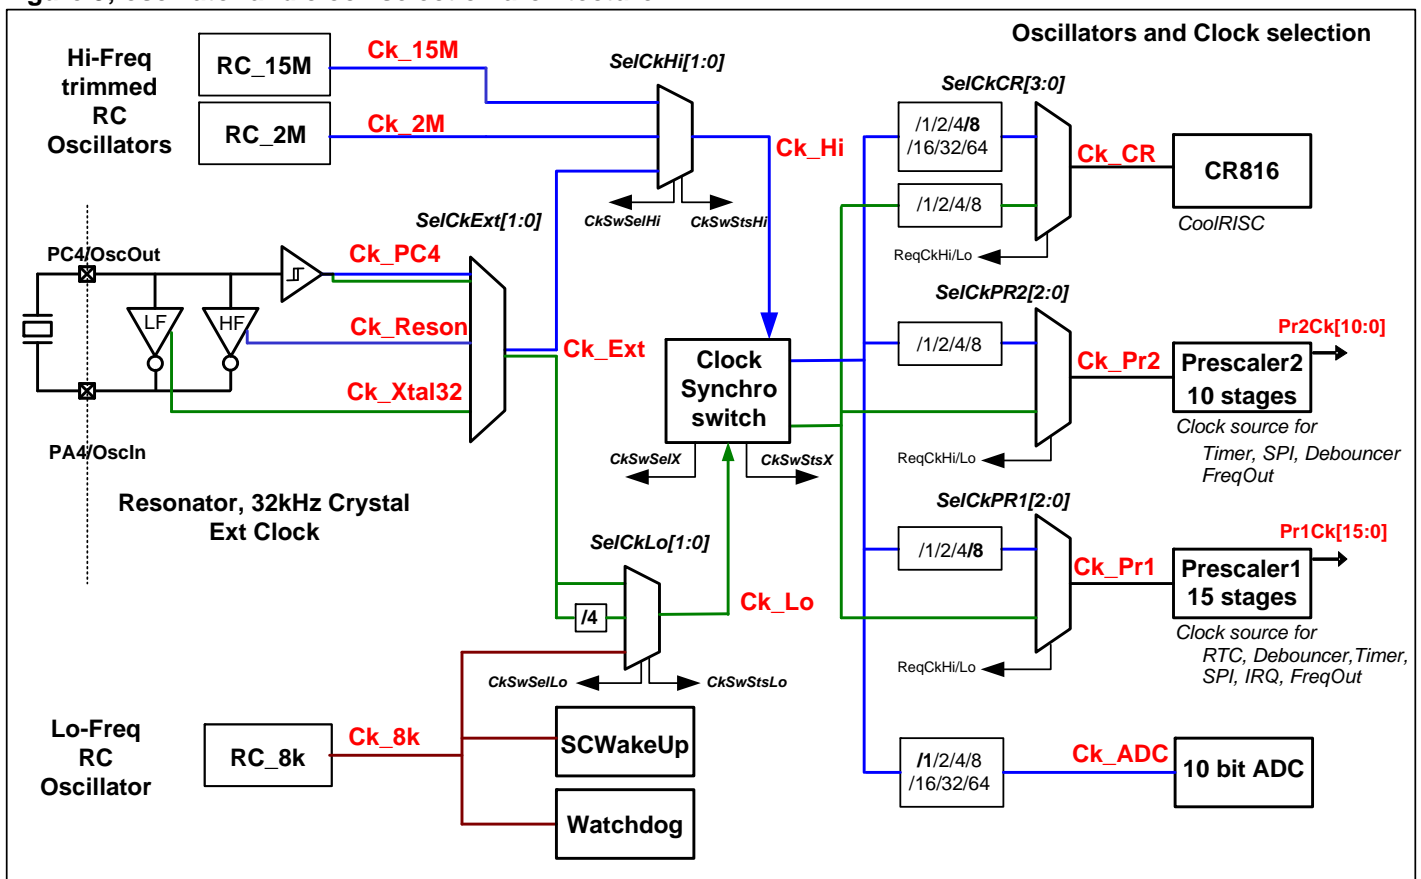 Oscillators and Clock selection
Hi-Freq
trimmed
RC
Oscillators
RC_15M
Ck_15M
RC_2M
Ck_2M
SelCkHi[1:0]
Ck_Hi
CkSwSelHi
CkSwStsHi
SelCkCR[3:0]
/1/2/4/8
/16/32/64
/1/2/4/8
Ck_CR
CR816
CoolRISC
ReqCkHi/Lo
SelCkExt[1:0]
PC4/OscOut
Ck_PC4
LF
HF
Ck_Reson
Ck_Ext
Ck_Xtal32
PA4/OscIn
Resonator, 32kHz Crystal
Ext Clock
Clock
Synchro
switch
CkSwSelX
CkSwStsX
SelCkPR2[2:0]
/1/2/4/8
Ck_Pr2
Pr2Ck[10:0]
Prescaler2
10 stages
Clock source for
Timer, SPI, Debouncer
FreqOut
ReqCkHi/Lo
SelCkPR1[2:0]
/1/2/4/8
Ck_Pr1
Pr1Ck[15:0]
Prescaler1
15 stages
Clock source for
RTC, Debouncer,Timer,
SPI, IRQ, FreqOut
ReqCkHi/Lo
SelCkLo[1:0]
/4
Ck_Lo
CkSwSelLo
CkSwStsLo
Lo-Freq
RC
Oscillator
RC_8k
Ck_8k
SCWakeUp
Watchdog
/1/2/4/8
/16/32/64
Ck_ADC
10 bit ADC